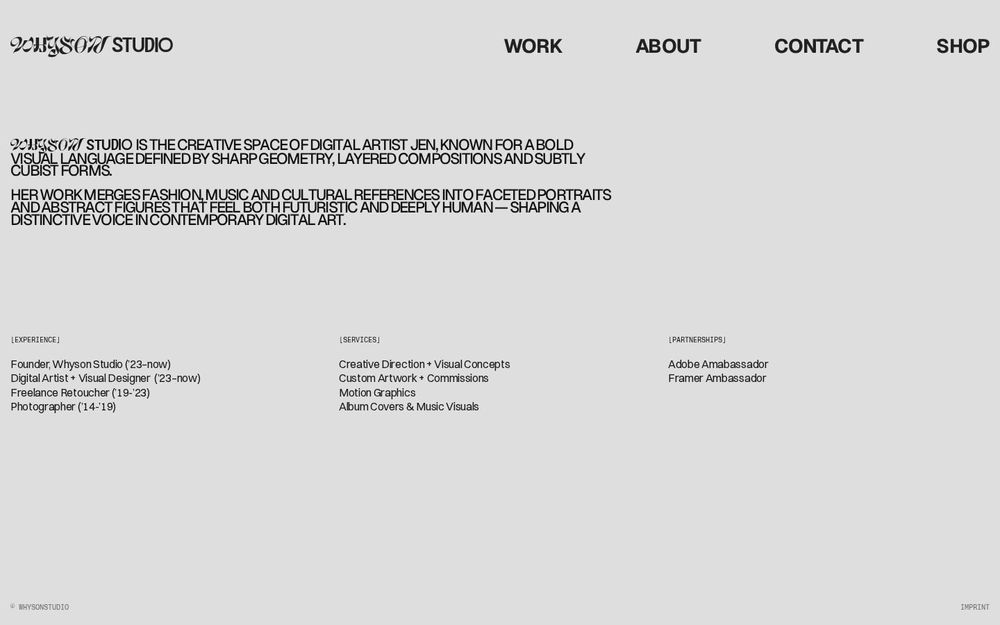 WHYSON STUDIO
WORK
ABOUT
CONTACT
SHOP
WHYSON STUDIO IS THE CREATIVE SPACE OF DIGITAL ARTIST JEN, KNOWN FOR A BOLD
VISUAL LANGUAGE DEFINED BY SHARP GEOMETRY, LAYERED COMPOSITIONS AND SUBTLY
CUBIST FORMS.
HER WORK MERGES FASHION, MUSIC AND CULTURAL REFERENCES INTO FACETED PORTRAITS
AND ABSTRACT FIGURES THAT FEEL BOTH FUTURISTIC AND DEEPLY HUMAN — SHAPING A
DISTINCTIVE VOICE IN CONTEMPORARY DIGITAL ART.
⌊EXPERIENCE⌋
Founder, Whyson Studio ('23–now)
Digital Artist + Visual Designer ('23–now)
Freelance Retoucher ('19-'23)
Photographer ('14-'19)
⌊SERVICES⌋
Creative Direction + Visual Concepts
Custom Artwork + Commissions
Motion Graphics
Album Covers & Music Visuals
⌊PARTNERSHIPS⌋
Adobe Amabassador
Framer Ambassador
© WHYSONSTUDIO
IMPRINT